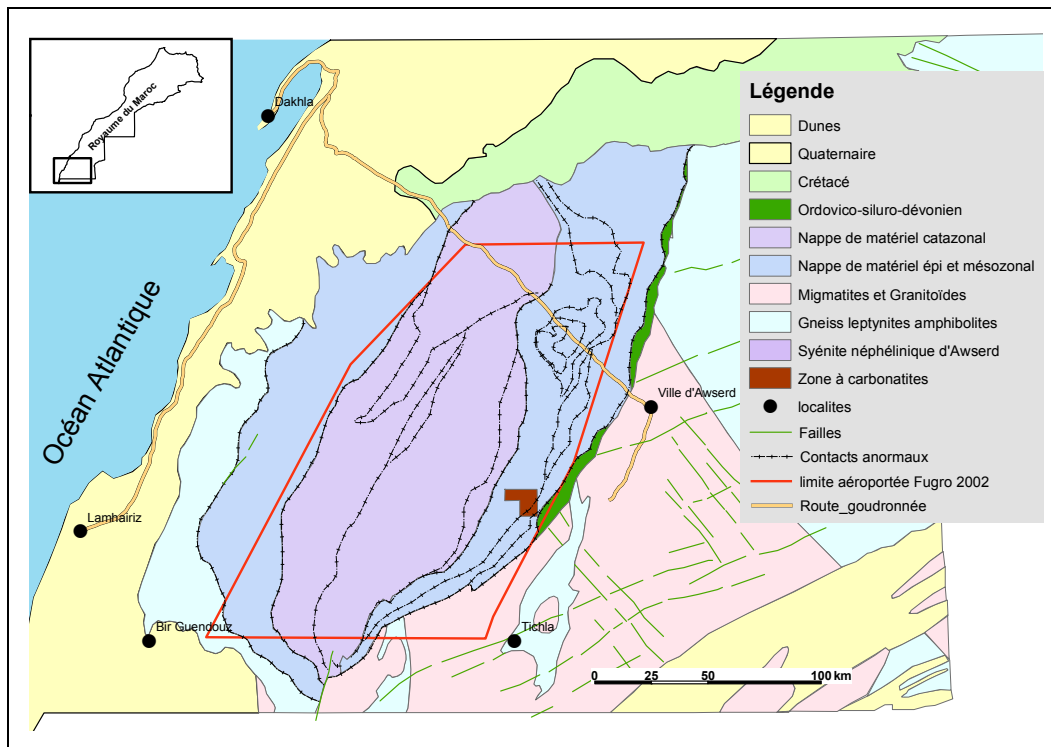 Royaume du Maroc
Dakhla
Océan Atlantique
Ville d'Awserd
Lamhairiz
Bir Guendouz
Tichla
0 25 50 100 km
Légende
Dunes
Quaternaire
Crétacé
Ordovico-siluro-dévonien
Nappe de matériel catazonal
Nappe de matériel épi et mésozonal
Migmatites et Granitoïdes
Gneiss leptynites amphibolites
Syénite néphélinique d'Awserd
Zone à carbonatites
localites
Failles
Contacts anormaux
limite aéroportée Fugro 2002
Route_goudronnée